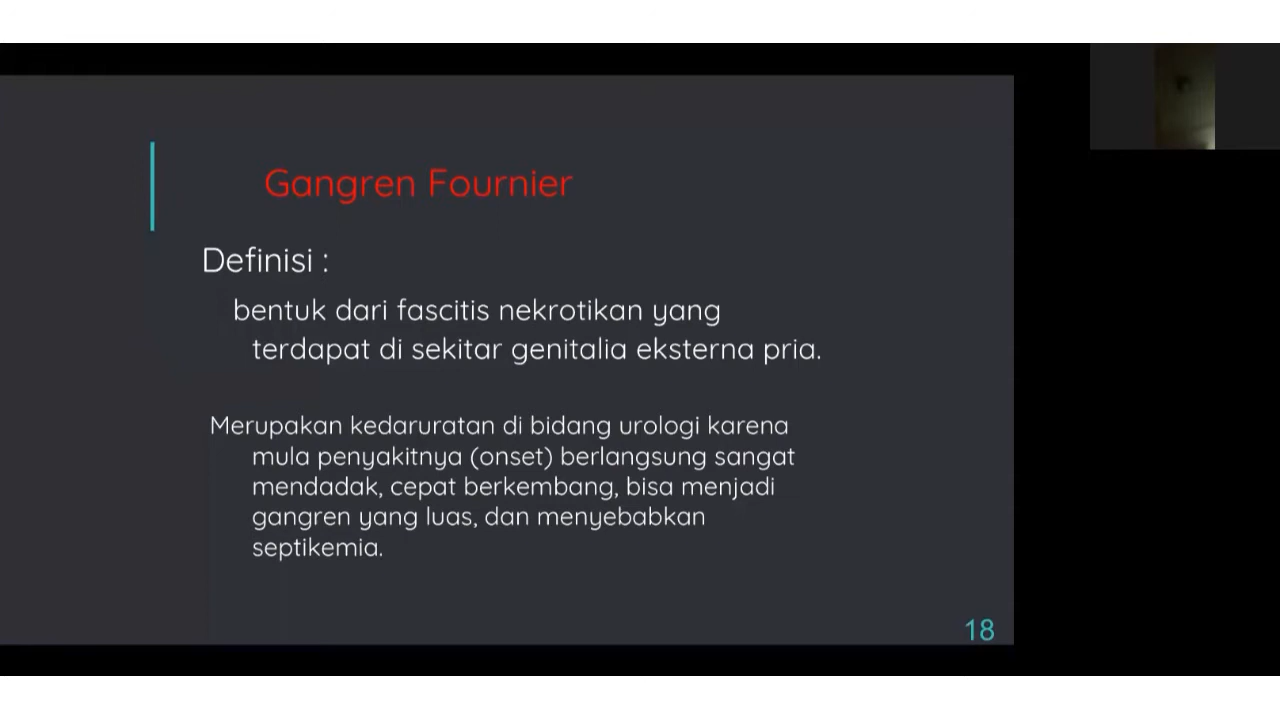 Gangren Fournier
Definisi :
bentuk dari fascitis nekrotikan yang
terdapat di sekitar genitalia eksterna pria.
Merupakan kedaruratan di bidang urologi karena
mula penyakitnya (onset) berlangsung sangat
mendadak, cepat berkembang, bisa menjadi
gangren yang luas, dan menyebabkan
septikemia.
18